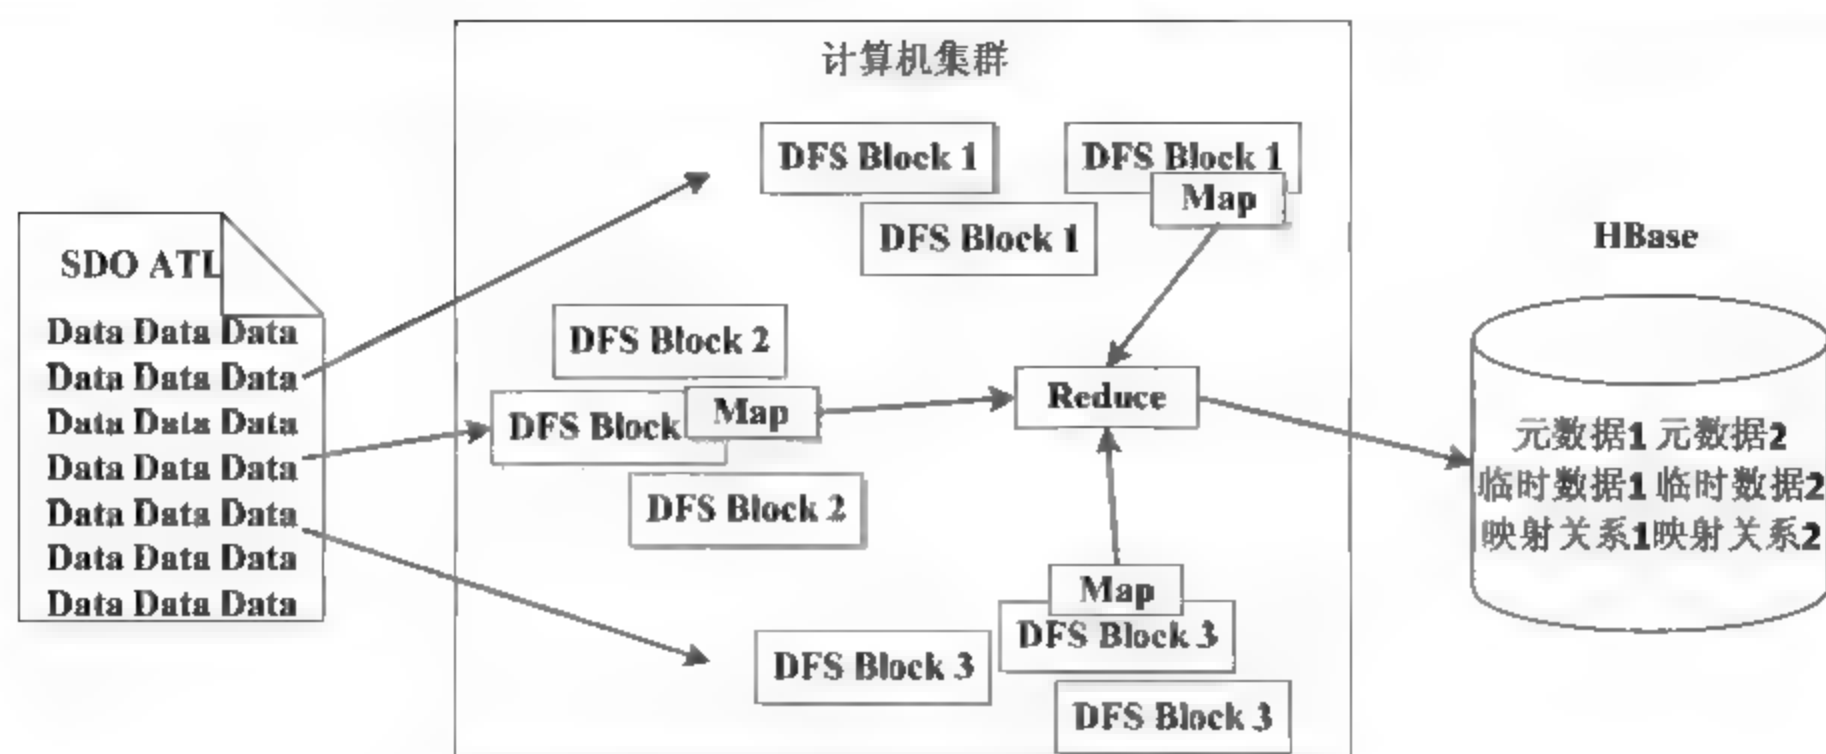 计算机集群
DFS Block 1
DFS Block 1
Map
DFS Block 1
SDO ATL
Data Data Data
Data Data Data
Data Data Data
Data Data Data
Data Data Data
Data Data Data
Data Data Data
DFS Block 2
DFS Block
Map
DFS Block 2
Reduce
Map
DFS Block 3
DFS Block 3
DFS Block 3
HBase
元数据1 元数据2
临时数据1 临时数据2
映射关系1映射关系2